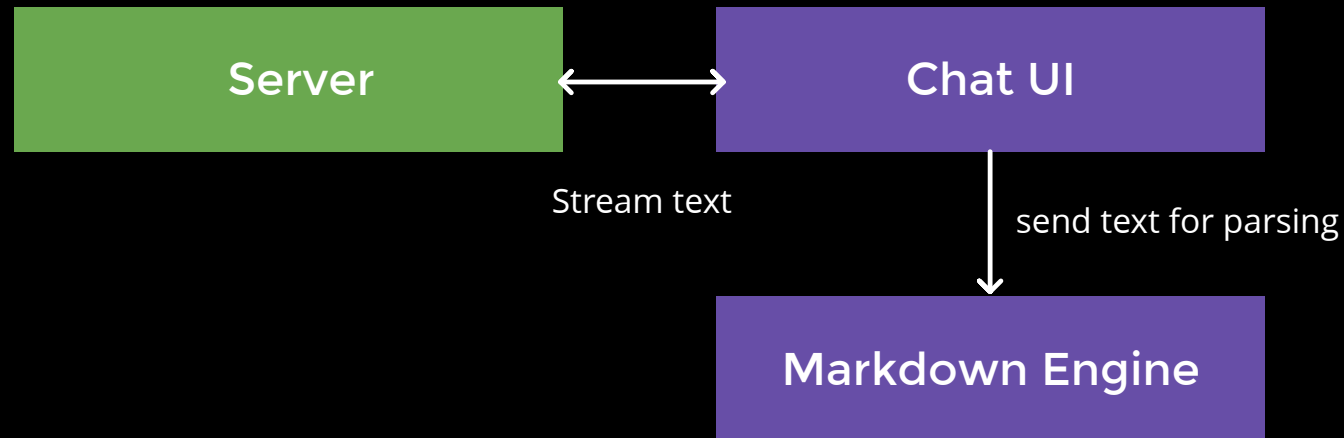 Server
Chat UI
Stream text
send text for parsing
Markdown Engine